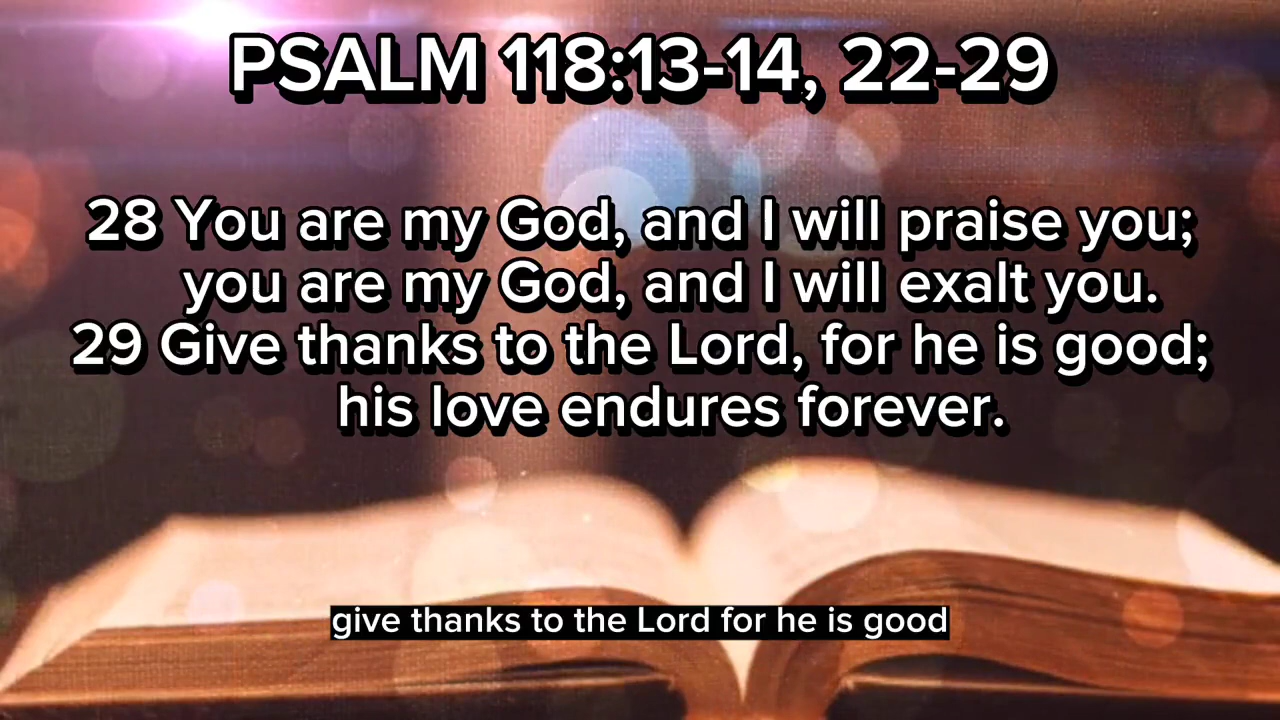 PSALM 118:13-14, 22-29
28 You are my God, and I will praise you;
you are my God, and I will exalt you.
29 Give thanks to the Lord, for he is good;
his love endures forever.
give thanks to the Lord for he is good